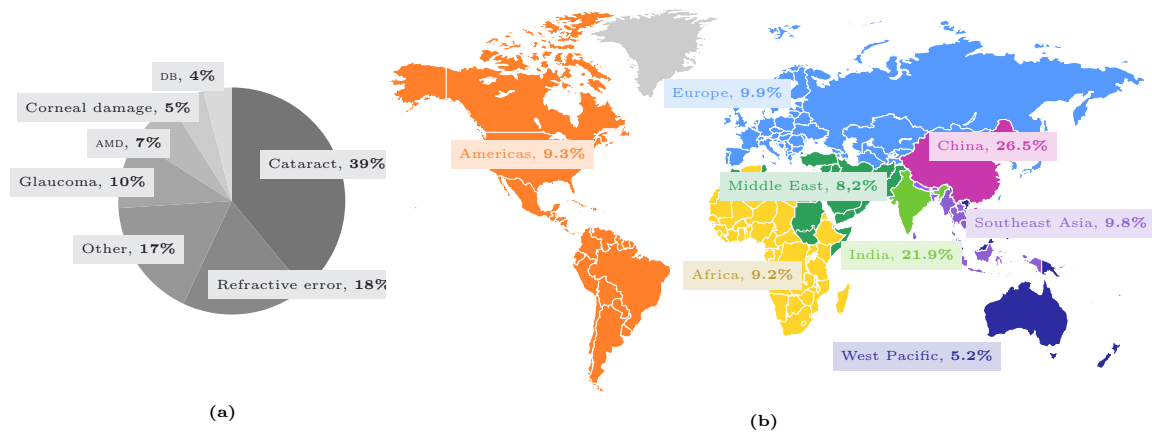 DB, 4%
Corneal damage, 5%
AMD, 7%
Cataract, 39%
Glaucoma, 10%
Other, 17%
Refractive error, 18%
(a)
Europe, 9.9%
Americas, 9.3%
China, 26.5%
Middle East, 8,2%
Southeast Asia, 9.8%
India, 21.9%
Africa, 9.2%
West Pacific, 5.2%
(b)